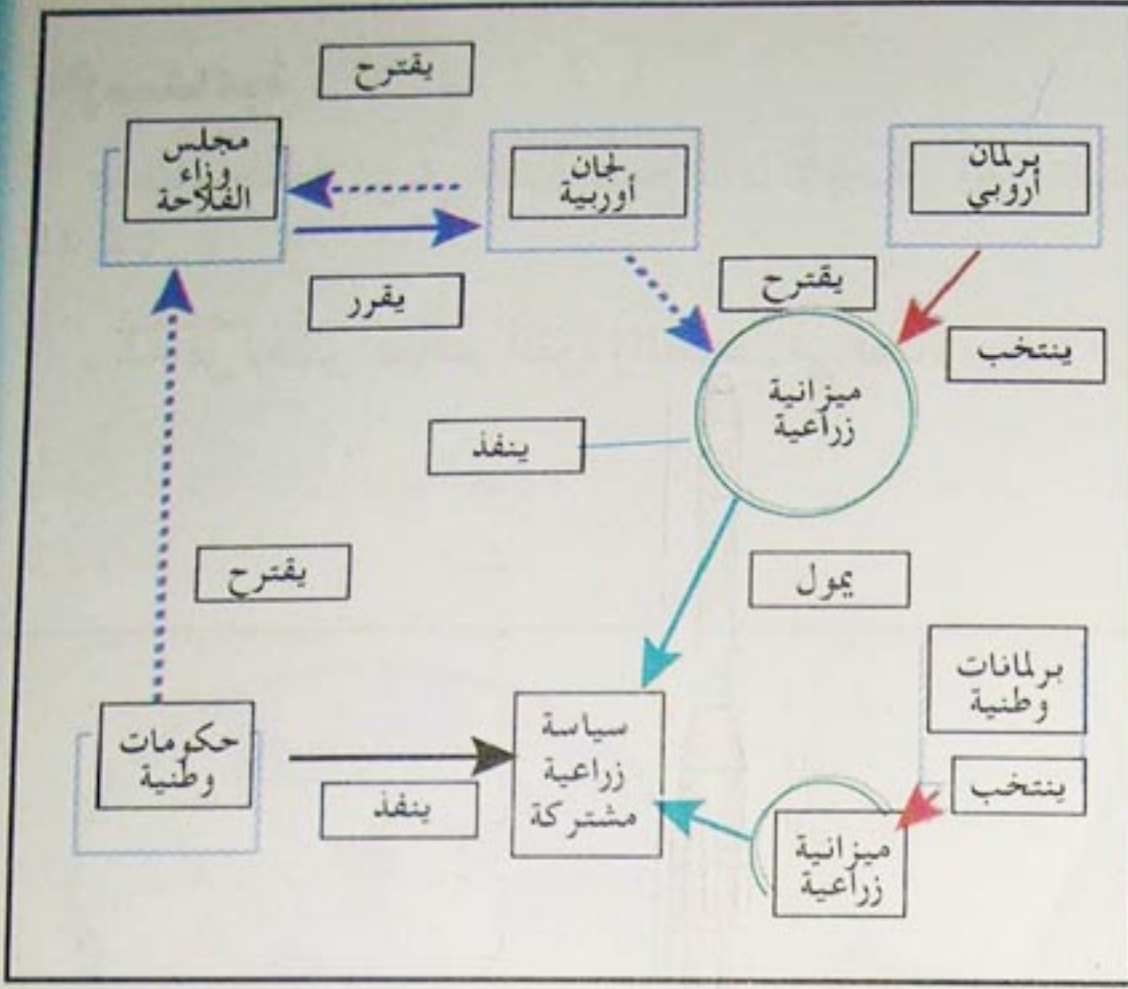 يقترح
برلمان
أروبي
لجان
أوربية
مجلس
وزاء
الفلاحة
يقترح
يقرر
ينتخب
ميزانية
زراعية
ينفذ
يقترح
يمول
برلمانات
وطنية
سياسة
زراعية
مشتركة
حكومات
وطنية
ينتخب
ينفذ
ميزانية
زراعية